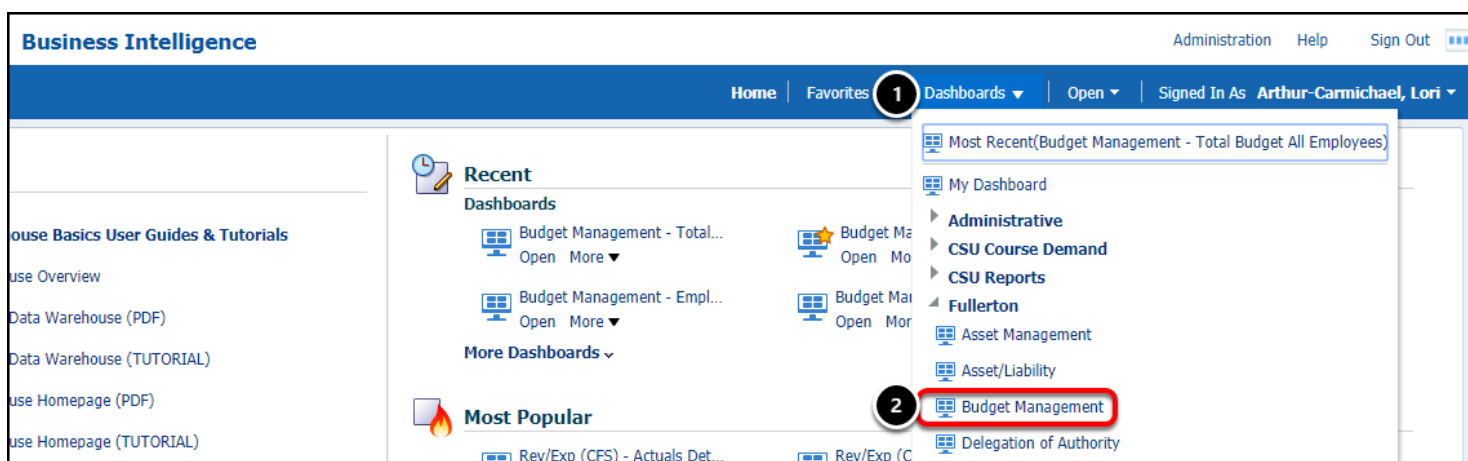 Business Intelligence
Administration Help Sign Out
Home Favorites 1 Dashboards Open Signed In As Arthur-Carmichael, Lori
Most Recent(Budget Management - Total Budget All Employees)
My Dashboard
Administrative
CSU Course Demand
CSU Reports
Fullerton
Asset Management
Asset/Liability
2 Budget Management
Delegation of Authority
Recent
Dashboards
Budget Management - Total...
Open More
Budget Ma
Open Mo
Budget Management - Empl...
Open More
Budget Mar
Open Mor
More Dashboards
Most Popular
Rev/Exp (CFS) - Actuals Det...
Rev/Exp (C
ouse Basics User Guides & Tutorials
use Overview
Data Warehouse (PDF)
Data Warehouse (TUTORIAL)
use Homepage (PDF)
use Homepage (TUTORIAL)